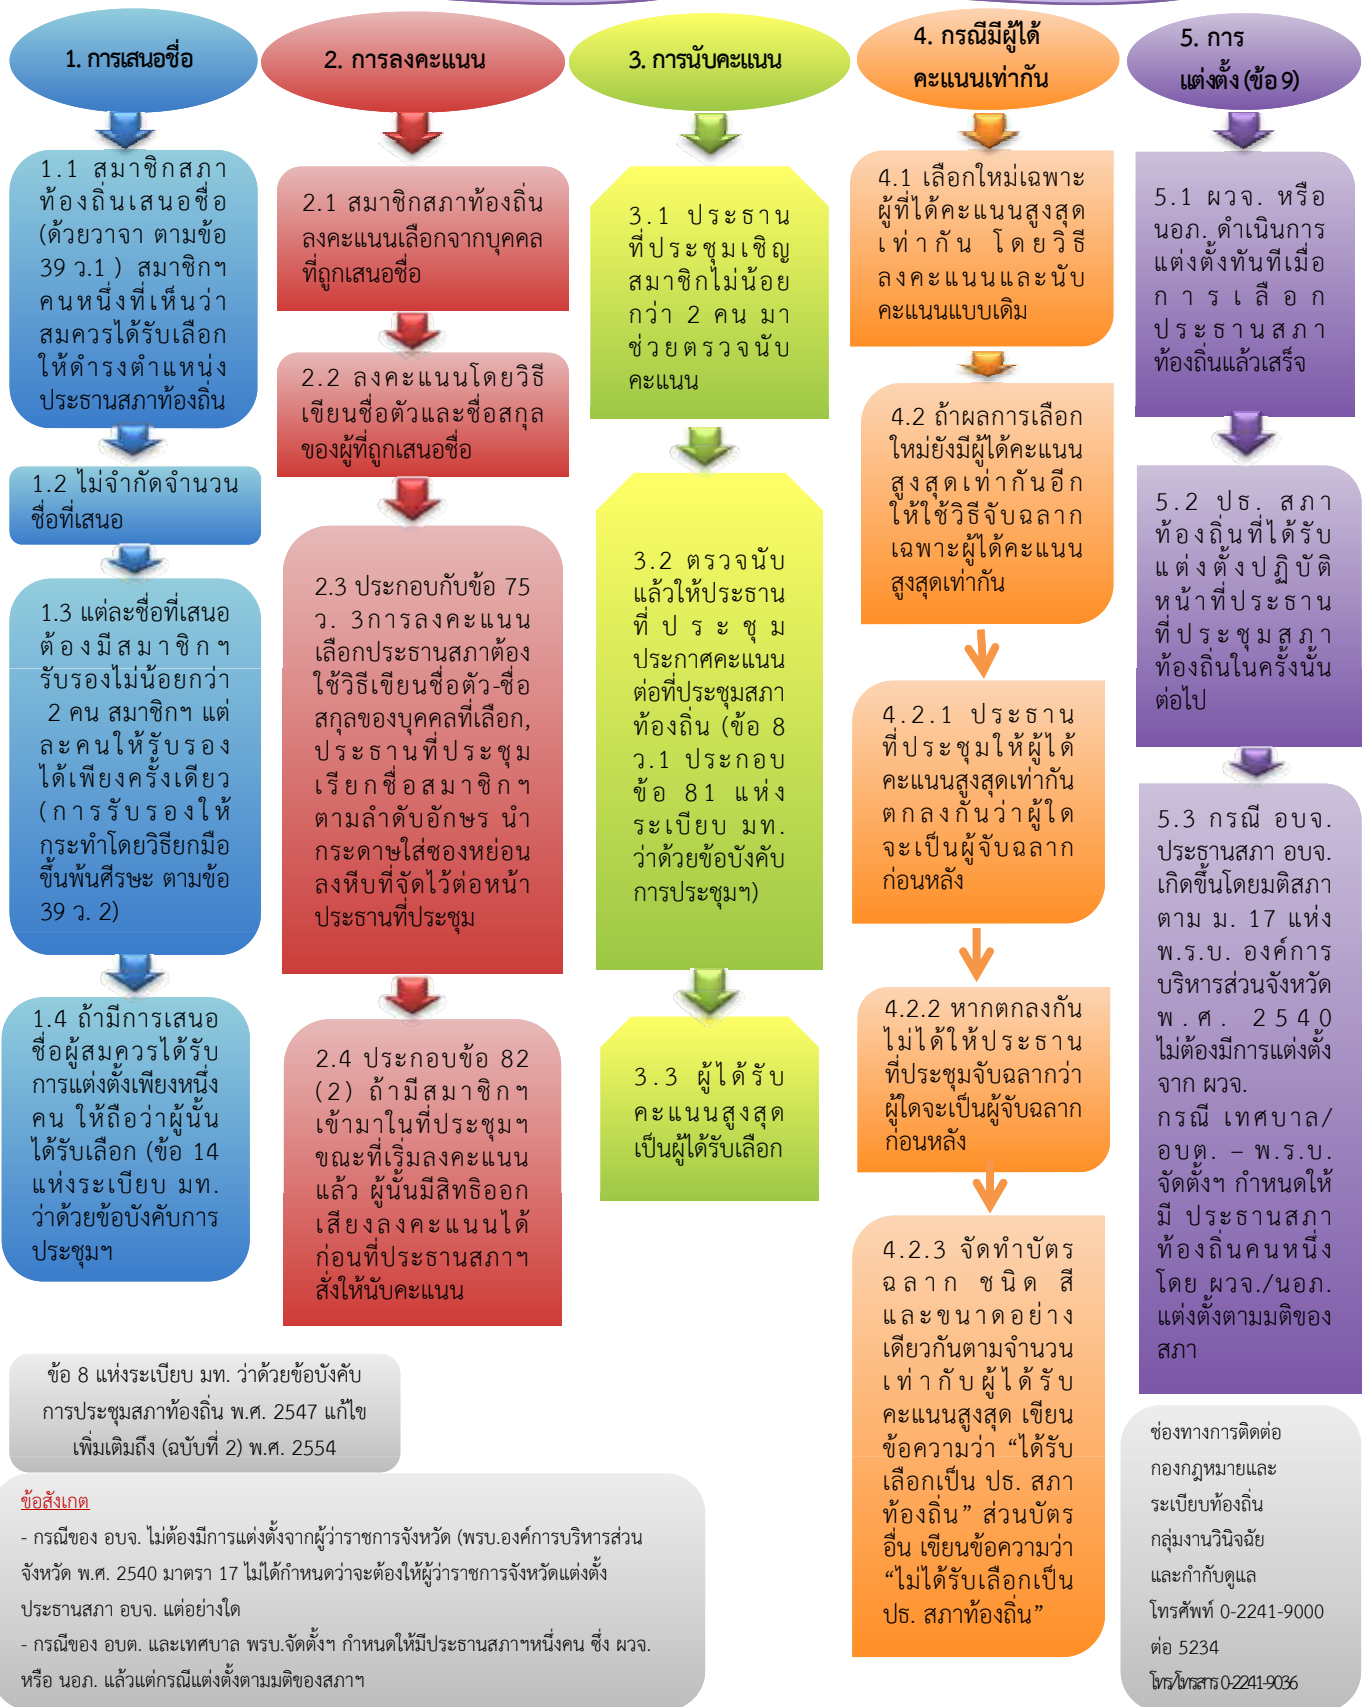 1. การเสนอชื่อ
1.1 สมาชิกสภา
ท้องถิ่นเสนอชื่อ
(ด้วยวาจา ตามข้อ
39 ว.1 ) สมาชิกฯ
คนหนึ่งที่เห็นว่า
สมควรได้รับเลือก
ให้ดำรงตำแหน่ง
ประธานสภาท้องถิ่น
1.2 ไม่จำกัดจำนวน
ชื่อที่เสนอ
1.3 แต่ละชื่อที่เสนอ
ต้องมีสมาชิกฯ
รับรองไม่น้อยกว่า
2 คน สมาชิกฯ แต่
ละคนให้รับรอง
ได้เพียงครั้งเดียว
(การรับรองให้
กระทำโดยวิธียกมือ
ขึ้นพ้นศีรษะ ตามข้อ
39 ว. 2)
1.4 ถ้ามีการเสนอ
ชื่อผู้สมควรได้รับ
การแต่งตั้งเพียงหนึ่ง
คน ให้ถือว่าผู้นั้น
ได้รับเลือก (ข้อ 14
แห่งระเบียบ มท.
ว่าด้วยข้อบังคับการ
ประชุมฯ
2. การลงคะแนน
2.1 สมาชิกสภาท้องถิ่น
ลงคะแนนเลือกจากบุคคล
ที่ถูกเสนอชื่อ
2.2 ลงคะแนนโดยวิธี
เขียนชื่อตัวและชื่อสกุล
ของผู้ที่ถูกเสนอชื่อ
2.3 ประกอบกับข้อ 75
ว. 3การลงคะแนน
เลือกประธานสภาต้อง
ใช้วิธีเขียนชื่อตัว-ชื่อ
สกุลของบุคคลที่เลือก,
ประธานที่ประชุม
เรียกชื่อสมาชิกฯ
ตามลำดับอักษร นำ
กระดาษใส่ซองหย่อน
ลงหีบที่จัดไว้ต่อหน้า
ประธานที่ประชุม
2.4 ประกอบข้อ 82
(2) ถ้ามีสมาชิกฯ
เข้ามาในที่ประชุมฯ
ขณะที่เริ่มลงคะแนน
แล้ว ผู้นั้นมีสิทธิออก
เสียงลงคะแนนได้
ก่อนที่ประธานสภาฯ
สั่งให้นับคะแนน
3. การนับคะแนน
3.1 ประธาน
ที่ประชุมเชิญ
สมาชิกไม่น้อย
กว่า 2 คน มา
ช่วยตรวจนับ
คะแนน
3.2 ตรวจนับ
แล้วให้ประธาน
ที่ประชุม
ประกาศคะแนน
ต่อที่ประชุมสภา
ท้องถิ่น (ข้อ 8
ว.1 ประกอบ
ข้อ 81 แห่ง
ระเบียบ มท.
ว่าด้วยข้อบังคับ
การประชุมฯ)
3.3 ผู้ได้รับ
คะแนนสูงสุด
เป็นผู้ได้รับเลือก
4. กรณีมีผู้ได้
คะแนนเท่ากัน
4.1 เลือกใหม่เฉพาะ
ผู้ที่ได้คะแนนสูงสุด
เท่ากัน โดยวิธี
ลงคะแนนและนับ
คะแนนแบบเดิม
4.2 ถ้าผลการเลือก
ใหม่ยังมีผู้ได้คะแนน
สูงสุดเท่ากันอีก
ให้ใช้วิธีจับฉลาก
เฉพาะผู้ได้คะแนน
สูงสุดเท่ากัน
4.2.1 ประธาน
ที่ประชุมให้ผู้ได้
คะแนนสูงสุดเท่ากัน
ตกลงกันว่าผู้ใด
จะเป็นผู้จับฉลาก
ก่อนหลัง
4.2.2 หากตกลงกัน
ไม่ได้ให้ประธาน
ที่ประชุมจับฉลากว่า
ผู้ใดจะเป็นผู้จับฉลาก
ก่อนหลัง
4.2.3 จัดทำบัตร
ฉลาก ชนิด สี
และขนาดอย่าง
เดียวกันตามจำนวน
เท่ากับผู้ได้รับ
คะแนนสูงสุด เขียน
ข้อความว่า “ได้รับ
เลือกเป็น ปธ. สภา
ท้องถิ่น” ส่วนบัตร
อื่น เขียนข้อความว่า
“ไม่ได้รับเลือกเป็น
ปธ. สภาท้องถิ่น”
5. การ
แต่งตั้ง (ข้อ 9)
5.1 ผวจ. หรือ
นอภ. ดำเนินการ
แต่งตั้งทันทีเมื่อ
การเลือก
ประธานสภา
ท้องถิ่นแล้วเสร็จ
5.2 ปธ. สภา
ท้องถิ่นที่ได้รับ
แต่งตั้งปฏิบัติ
หน้าที่ประธาน
ที่ประชุมสภา
ท้องถิ่นในครั้งนั้น
ต่อไป
5.3 กรณี อบจ.
ประธานสภา อบจ.
เกิดขึ้นโดยมติสภา
ตาม ม. 17 แห่ง
พ.ร.บ. องค์การ
บริหารส่วนจังหวัด
พ.ศ. 2540
ไม่ต้องมีการแต่งตั้ง
จาก ผวจ.
กรณี เทศบาล/
อบต. – พ.ร.บ.
จัดตั้งฯ กำหนดให้
มี ประธานสภา
ท้องถิ่นคนหนึ่ง
โดย ผวจ./นอภ.
แต่งตั้งตามมติของ
สภา
ข้อ 8 แห่งระเบียบ มท. ว่าด้วยข้อบังคับ
การประชุมสภาท้องถิ่น พ.ศ. 2547 แก้ไข
เพิ่มเติมถึง (ฉบับที่ 2) พ.ศ. 2554
ข้อสังเกต
- กรณีของ อบจ. ไม่ต้องมีการแต่งตั้งจากผู้ว่าราชการจังหวัด (พรบ.องค์การบริหารส่วน
จังหวัด พ.ศ. 2540 มาตรา 17 ไม่ได้กำหนดว่าจะต้องให้ผู้ว่าราชการจังหวัดแต่งตั้ง
ประธานสภา อบจ. แต่อย่างใด
- กรณีของ อบต. และเทศบาล พรบ.จัดตั้งฯ กำหนดให้มีประธานสภาฯหนึ่งคน ซึ่ง ผวจ.
หรือ นอภ. แล้วแต่กรณีแต่งตั้งตามมติของสภาฯ
ช่องทางการติดต่อ
กองกฎหมายและ
ระเบียบท้องถิ่น
กลุ่มงานวินิจฉัย
และกำกับดูแล
โทรศัพท์ 0-2241-9000
ต่อ 5234
โทร/โทรสาร 0-2241-9036